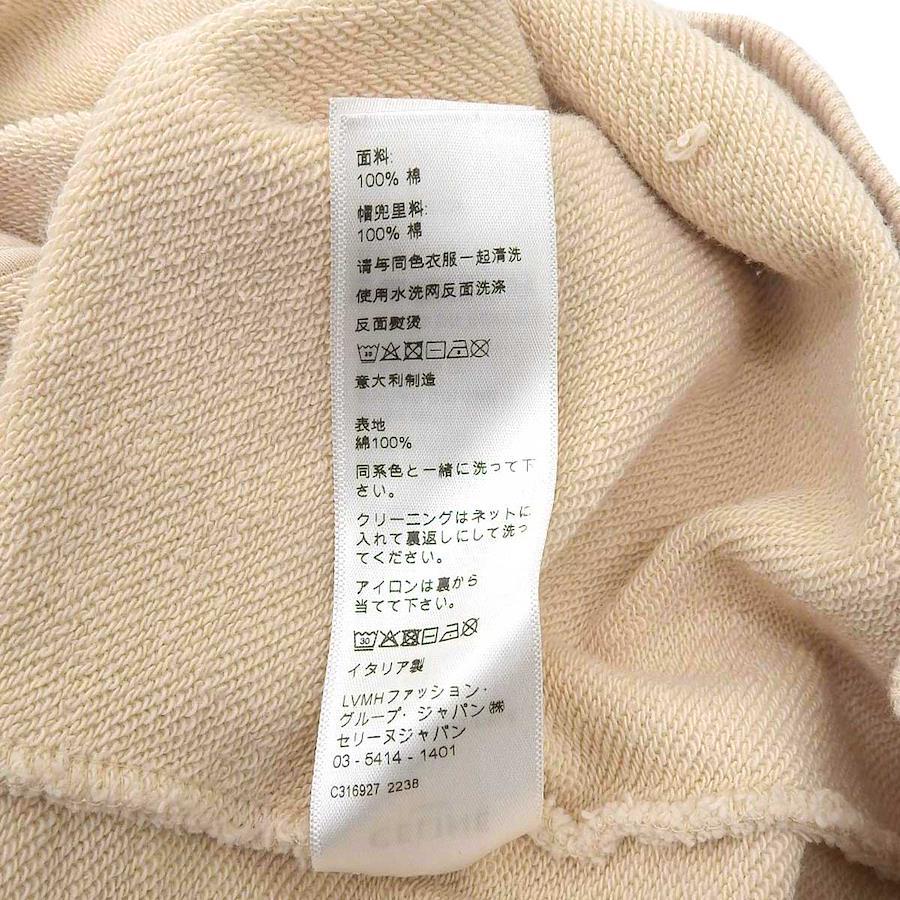 面料:
100% 棉
帽兜里料:
100% 棉
请与同色衣服一起清洗
使用水洗网反面洗涤
反面熨烫
30
意大利制造
表地
綿100%
同系色と一緒に洗って下
さい。
クリーニングはネットに
入れて裏返しにして洗っ
てください。
アイロンは裏から
当てて下さい。
30
イタリア製
LVMHファッション・
グループ・ジャパン㈱
セリーヌジャパン
03-5414-1401
C316927 2238
CELINE